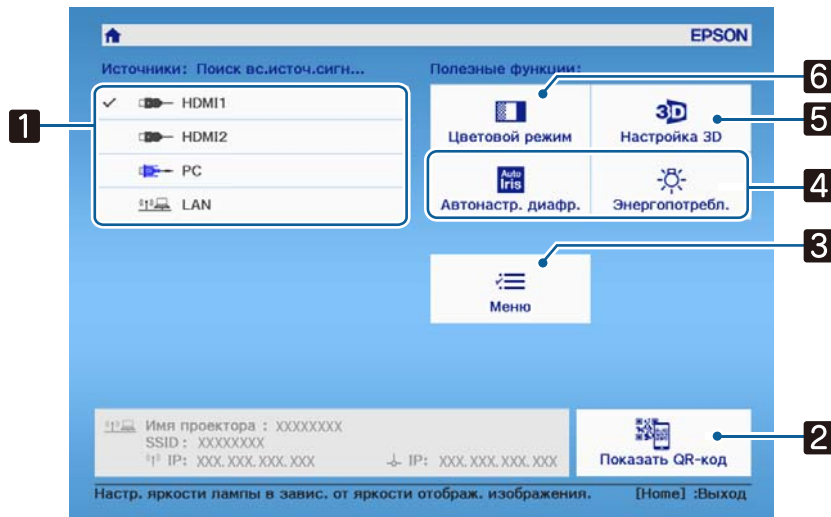 EPSON
Источники: Поиск вс.источ.сигн...
Полезные функции:
6
✓ HDMI1
HDMI2
PC
LAN
1
Цветовой режим
3D
Настройка 3D
5
Auto Iris
Автонастр. диафр.
Энергопотребл.
4
3
Меню
Имя проектора : XXXXXXXX
SSID : XXXXXXXX
IP: XXX. XXX. XXX. XXX
IP: XXX. XXX. XXX. XXX
Показать QR-код
2
Настр. яркости лампы в завис. от яркости отображ. изображения.
[Home] :Выход